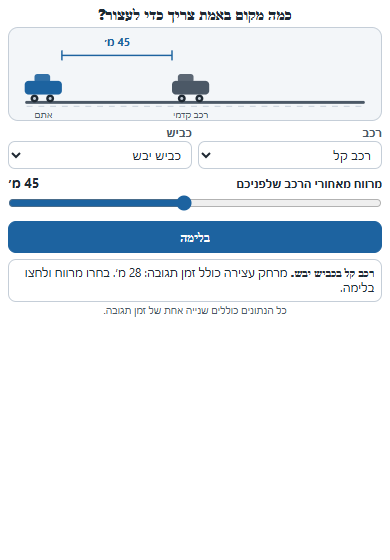 כמה מקום באמת צריך כדי לעצור?
45 מ׳
אתם
רכב קדמי
רכב
כביש
רכב קל
כביש יבש
מרווח מאחורי הרכב שלפניכם
45 מ׳
בלימה
רכב קל בכביש יבש. מרחק עצירה כולל זמן תגובה: 28 מ׳. בחרו מרווח ולחצו
בלימה.
כל הנתונים כוללים שנייה אחת של זמן תגובה.